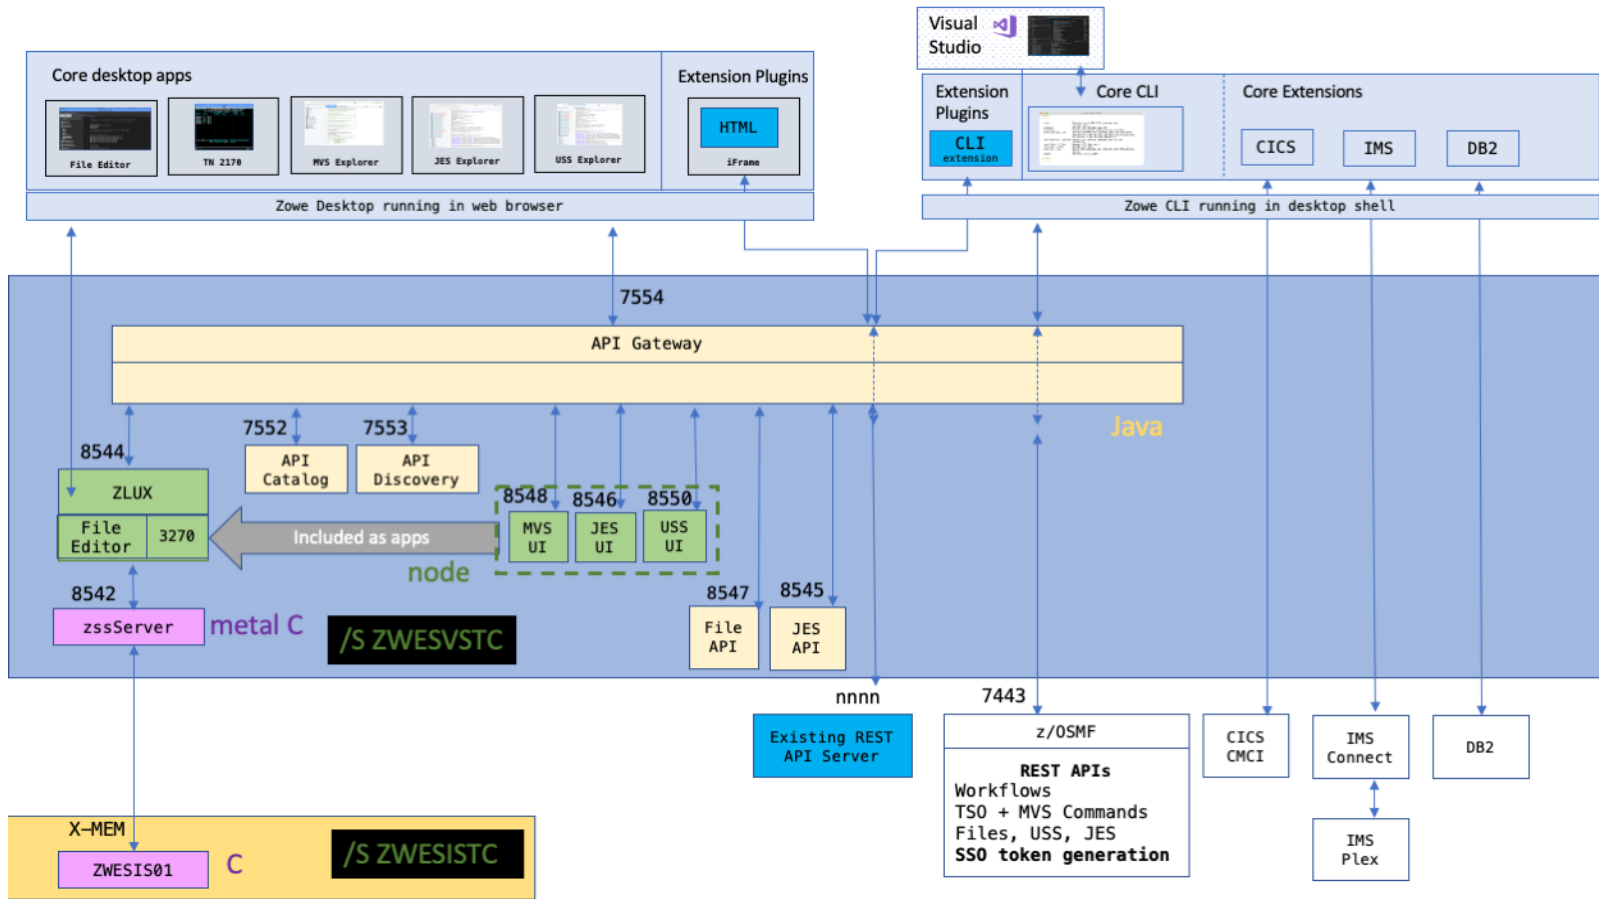 Visual
Studio
Core desktop apps
Extension Plugins
File Editor
TN 2170
MVS Explorer
JES Explorer
USS Explorer
HTML
iFrame
Zowe Desktop running in web browser
Extension
Plugins
CLI
extension
Core CLI
Core Extensions
CICS
IMS
DB2
Zowe CLI running in desktop shell
7554
API Gateway
Java
8544
7552
7553
API
Catalog
API
Discovery
ZLUX
File
Editor
3270
Included as apps
8548
8546
8550
MVS
UI
JES
UI
USS
UI
node
8542
zssServer
metal C
/S ZWESVSTC
8547
8545
File
API
JES
API
nnnn
7443
Existing REST
API Server
z/OSMF
REST APIs
Workflows
TSO + MVS Commands
Files, USS, JES
SSO token generation
CICS
CMCI
IMS
Connect
DB2
IMS
Plex
X-MEM
ZWESIS01
C
/S ZWESISTC